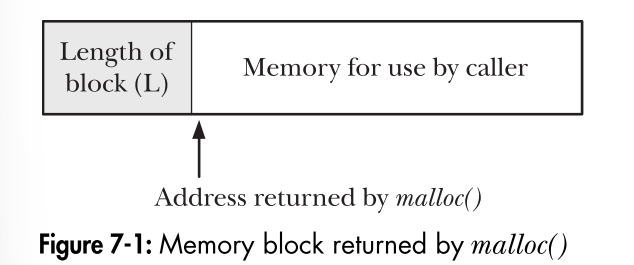 Length of
block (L)
Memory for use by caller
Address returned by malloc()
Figure 7-1: Memory block returned by malloc()